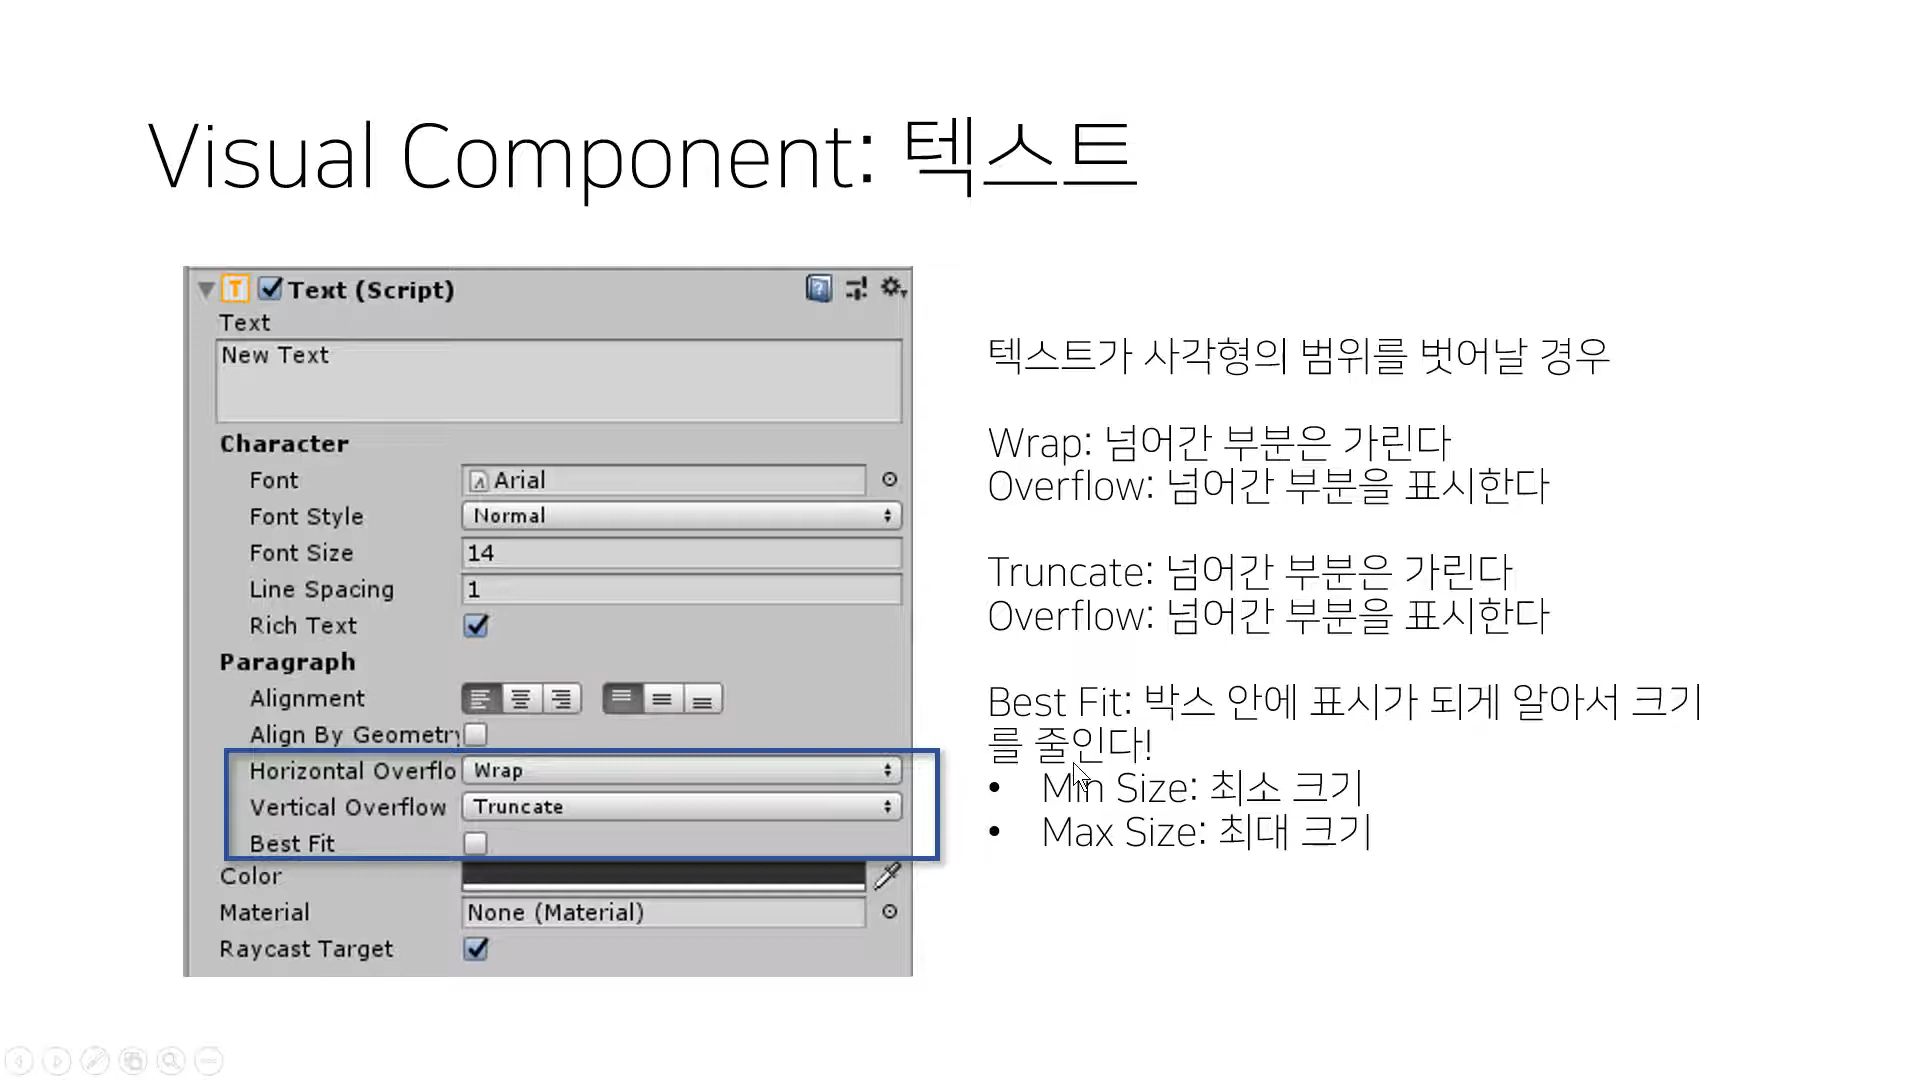 Visual Component: 텍스트
Text (Script)
Text
New Text
Character
Font Arial
Font Style Normal
Font Size 14
Line Spacing 1
Rich Text
Paragraph
Alignment
Align By Geometry
Horizontal Overflo Wrap
Vertical Overflow Truncate
Best Fit
Color
Material None (Material)
Raycast Target
텍스트가 사각형의 범위를 벗어날 경우
Wrap: 넘어간 부분은 가린다
Overflow: 넘어간 부분을 표시한다
Truncate: 넘어간 부분은 가린다
Overflow: 넘어간 부분을 표시한다
Best Fit: 박스 안에 표시가 되게 알아서 크기
를 줄인다!
• Min Size: 최소 크기
• Max Size: 최대 크기